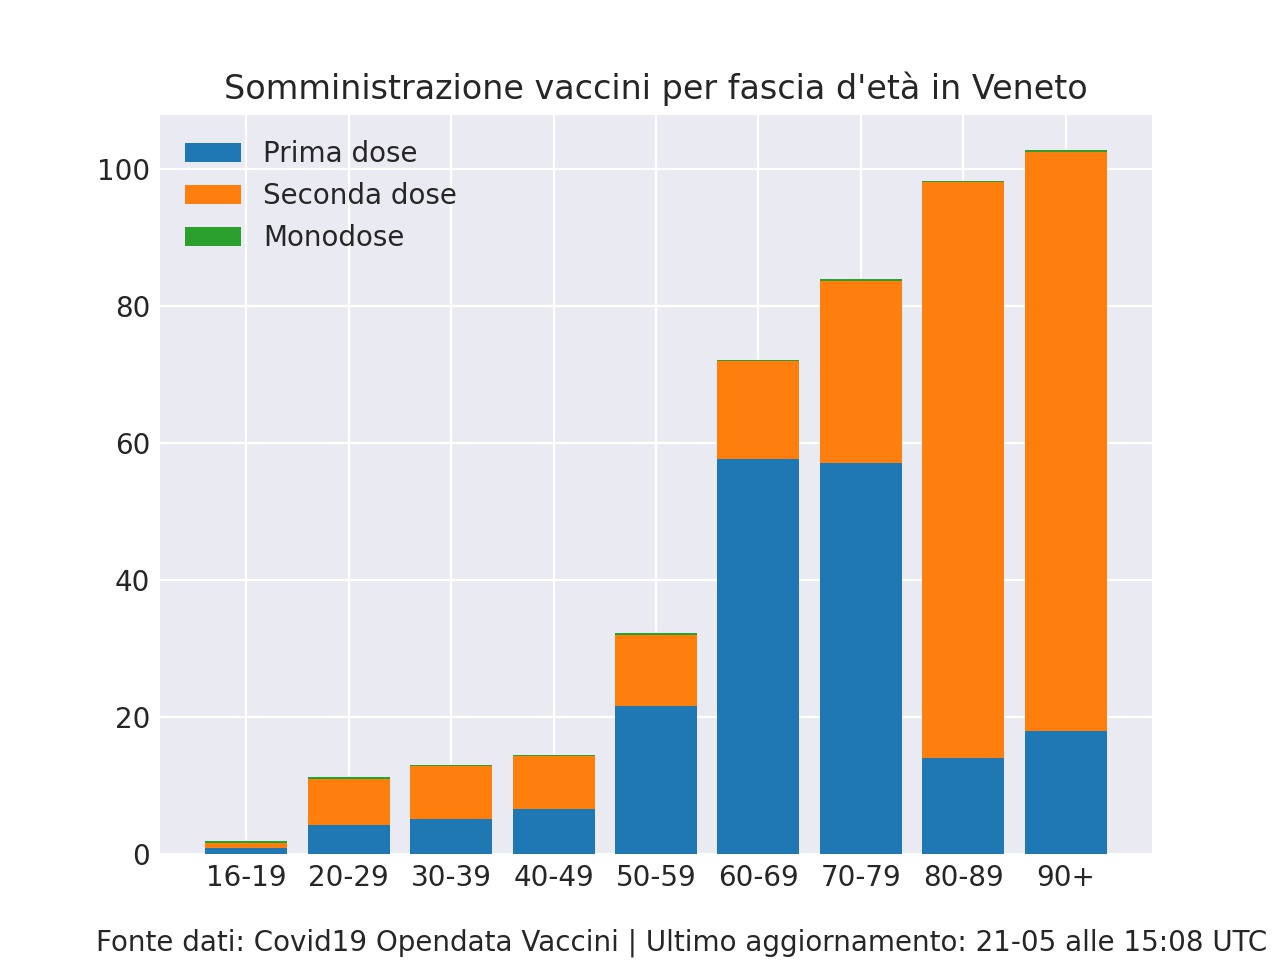 Somministrazione vaccini per fascia d'età in Veneto
Prima dose
Seconda dose
Monodose
100
80
60
40
20
0
16-19 20-29 30-39 40-49 50-59 60-69 70-79 80-89 90+
Fonte dati: Covid19 Opendata Vaccini | Ultimo aggiornamento: 21-05 alle 15:08 UTC